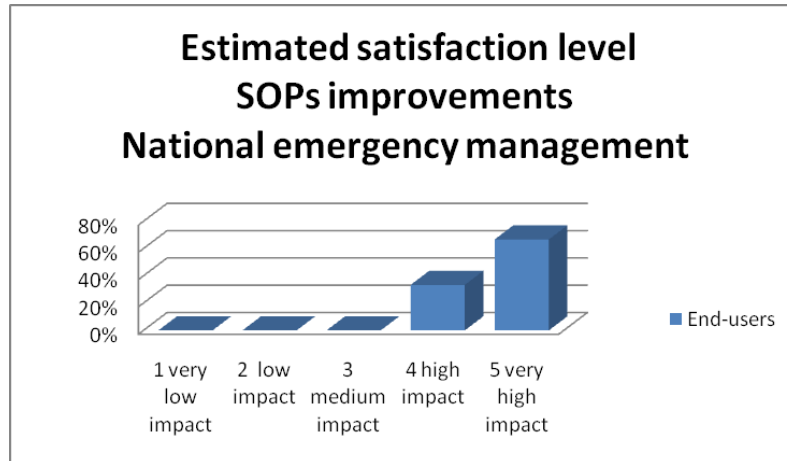 Estimated satisfaction level
SOPs improvements
National emergency management
80%
60%
40%
20%
0%
1 very low impact
2 low impact
3 medium impact
4 high impact
5 very high impact
End-users